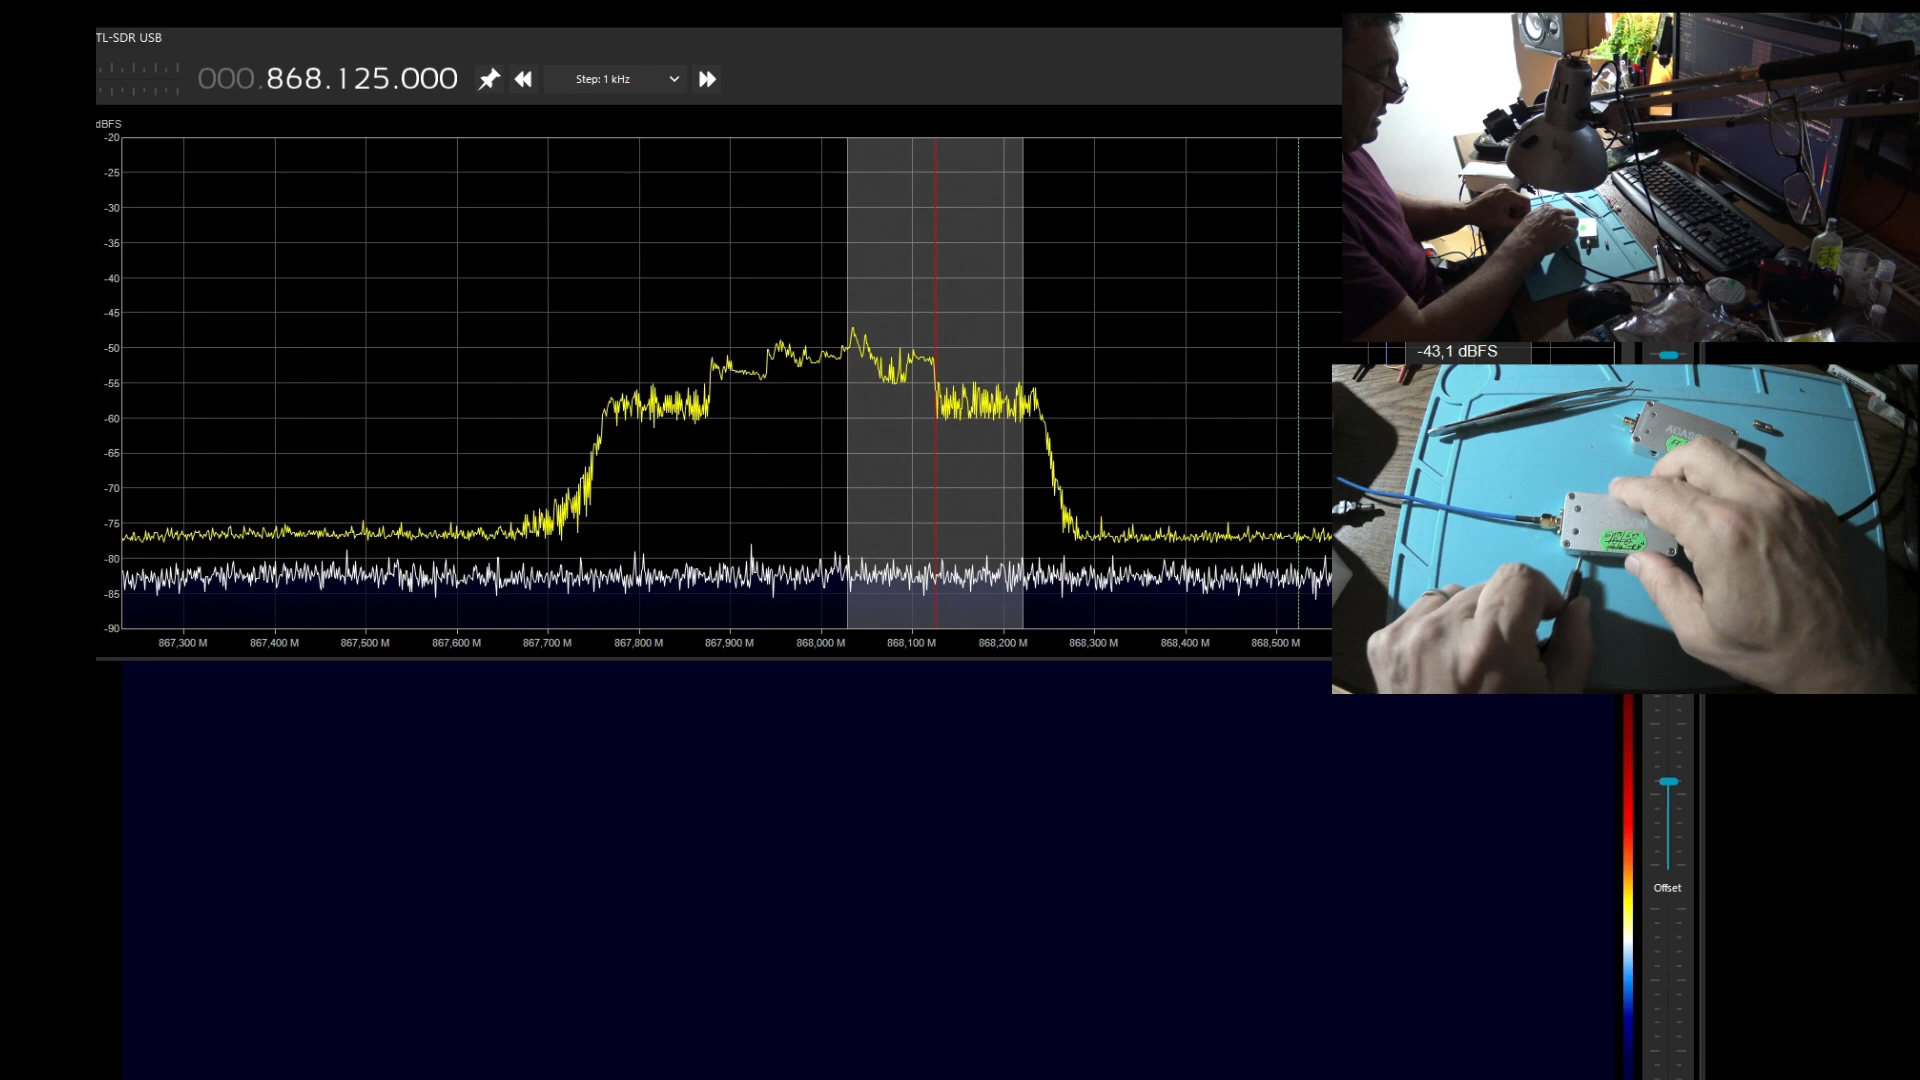 TL-SDR USB
000.868.125.000
Step: 1 kHz
dBFS
-20
-25
-30
-35
-40
-45
-50
-55
-60
-65
-70
-75
-80
-85
-90
867,300 M
867,400 M
867,500 M
867,600 M
867,700 M
867,800 M
867,900 M
868,000 M
868,100 M
868,200 M
868,300 M
868,400 M
868,500 M
-43,1 dBFS
Offset